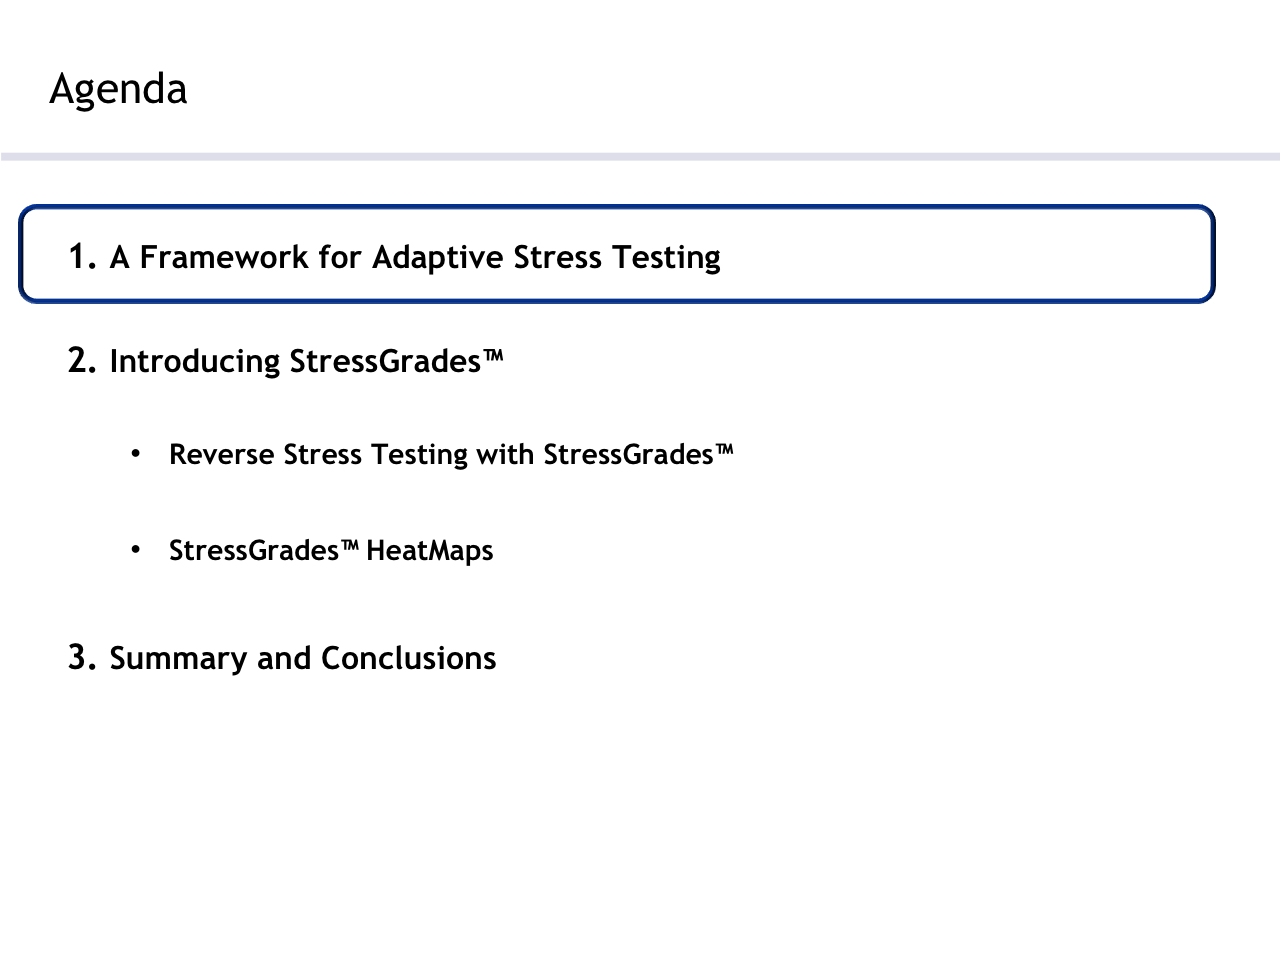 Agenda
1. A Framework for Adaptive Stress Testing
2. Introducing StressGrades™
• Reverse Stress Testing with StressGrades™
• StressGrades™ HeatMaps
3. Summary and Conclusions